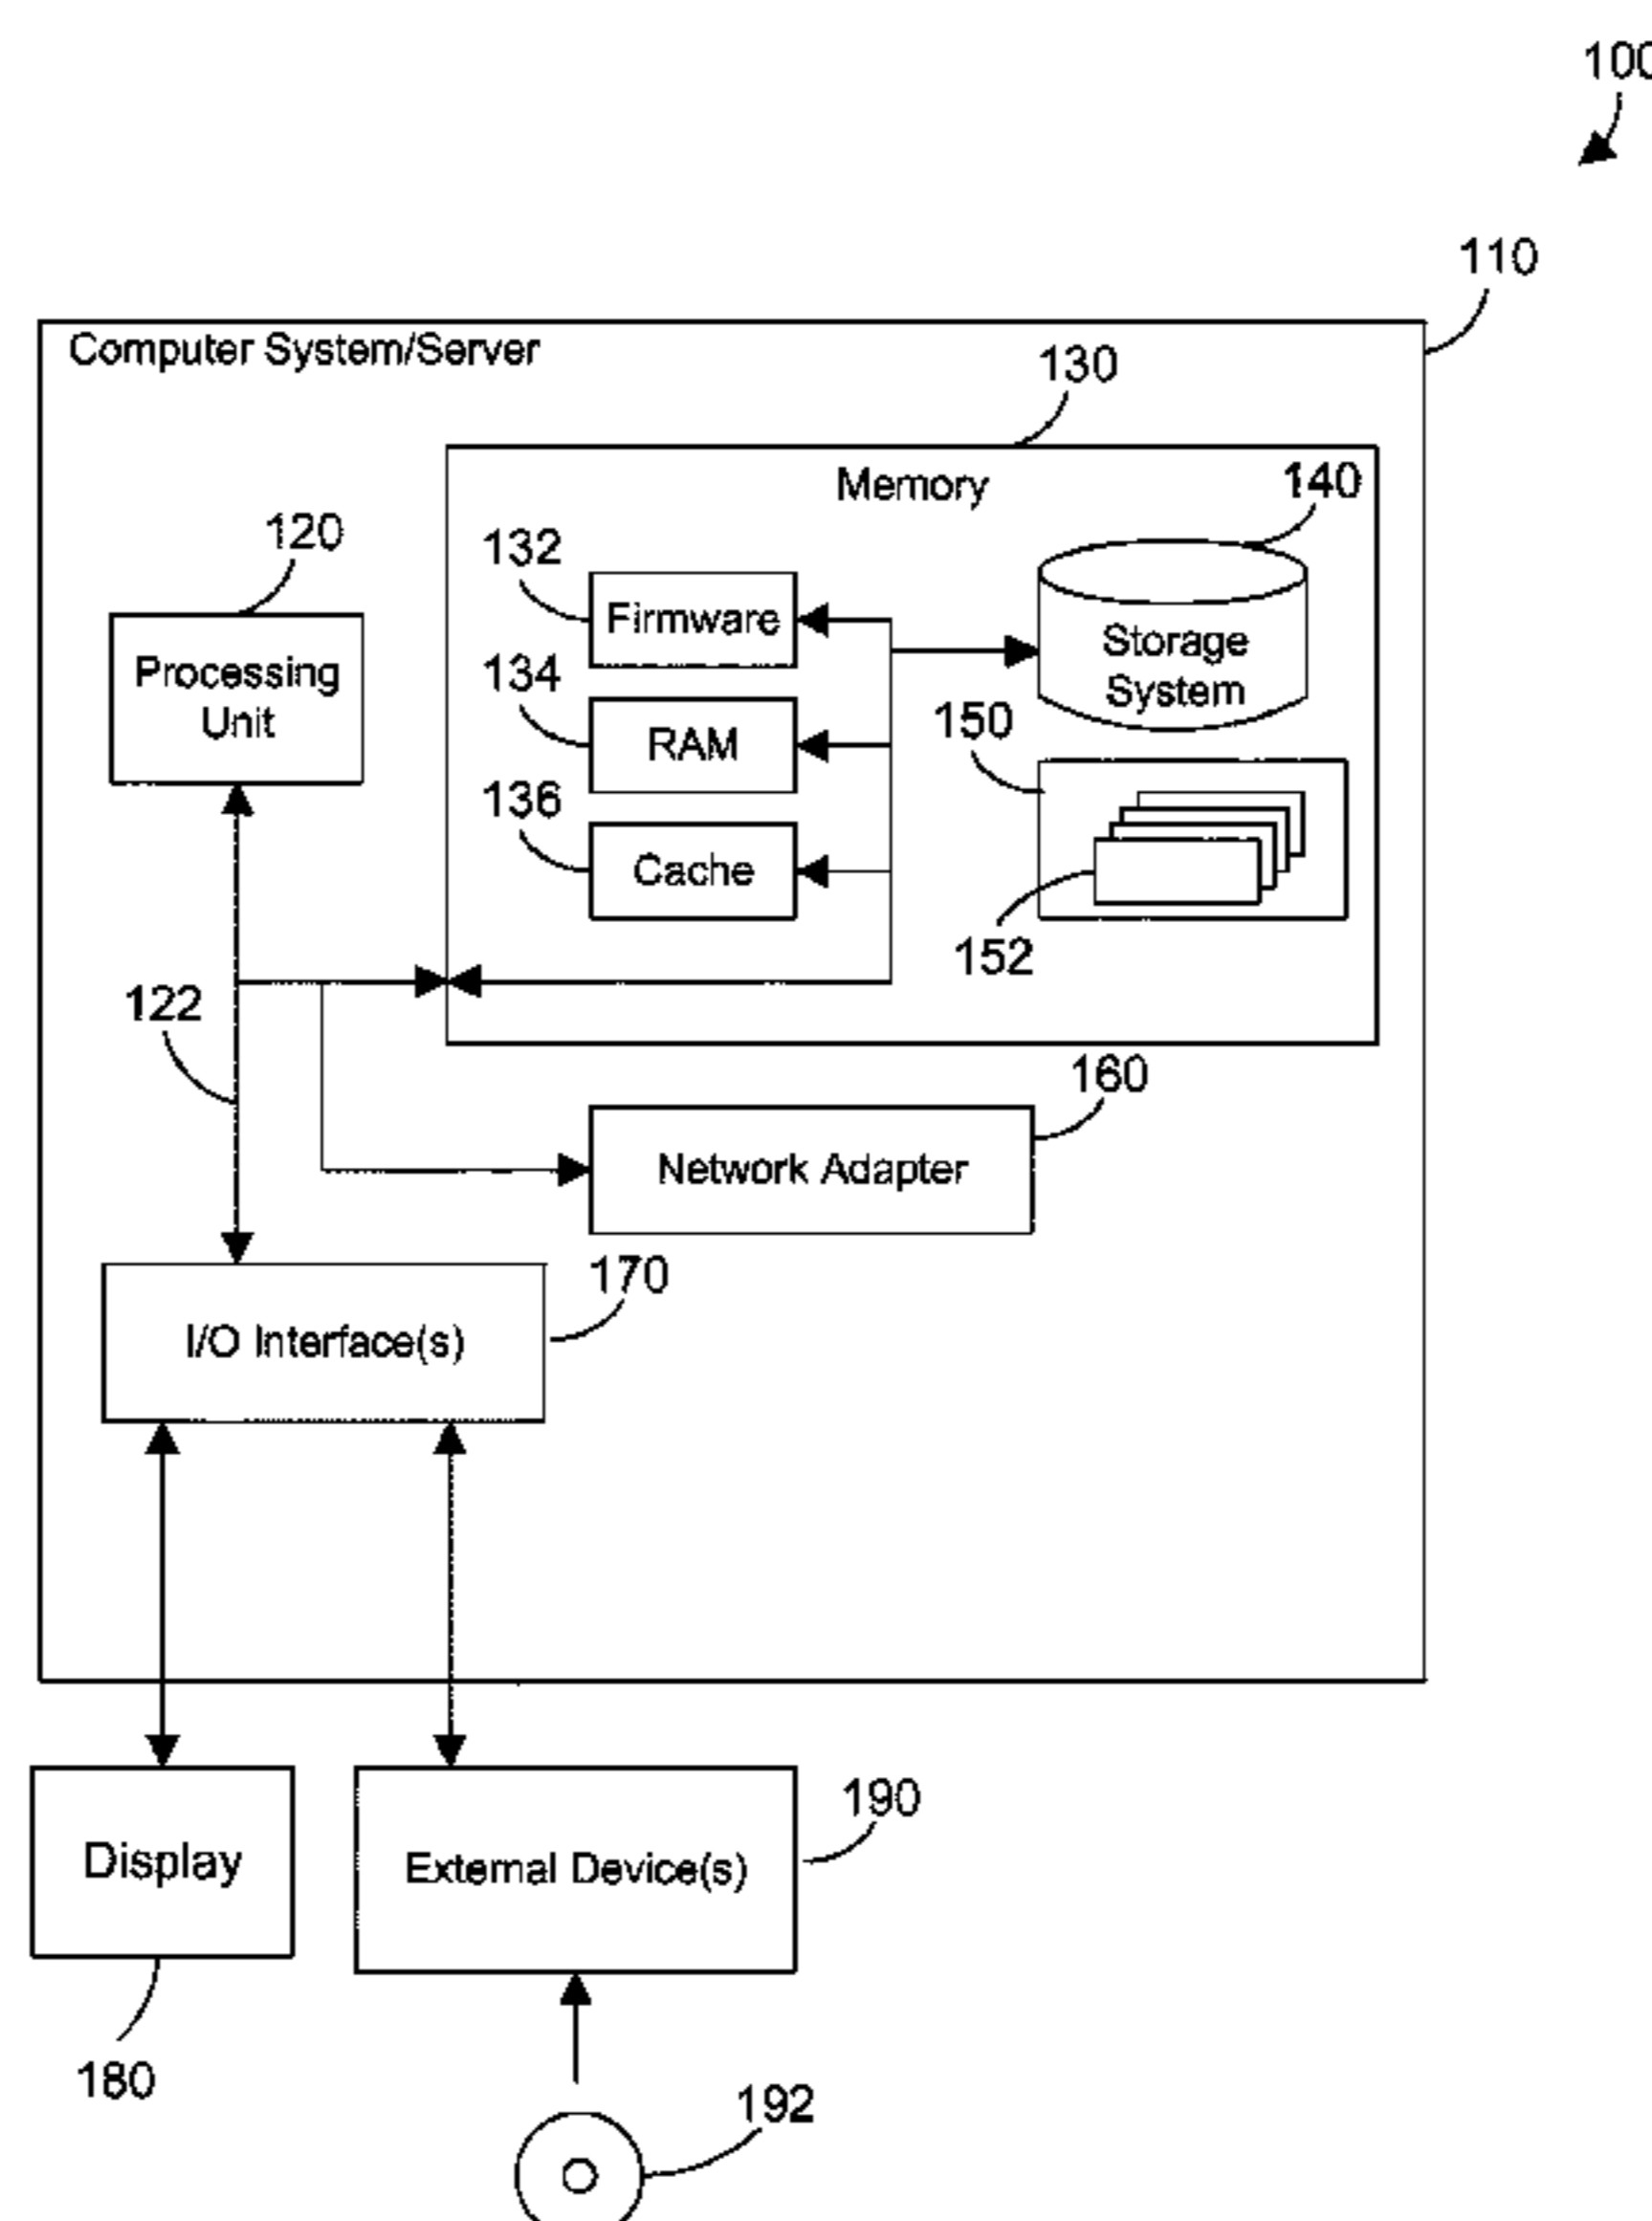 100
110
Computer System/Server
130
Memory
140
120
132
Firmware
Storage
System
Processing
Unit
134
RAM
150
136
Cache
152
122
160
Network Adapter
170
I/O Interface(s)
190
Display
External Device(s)
180
192